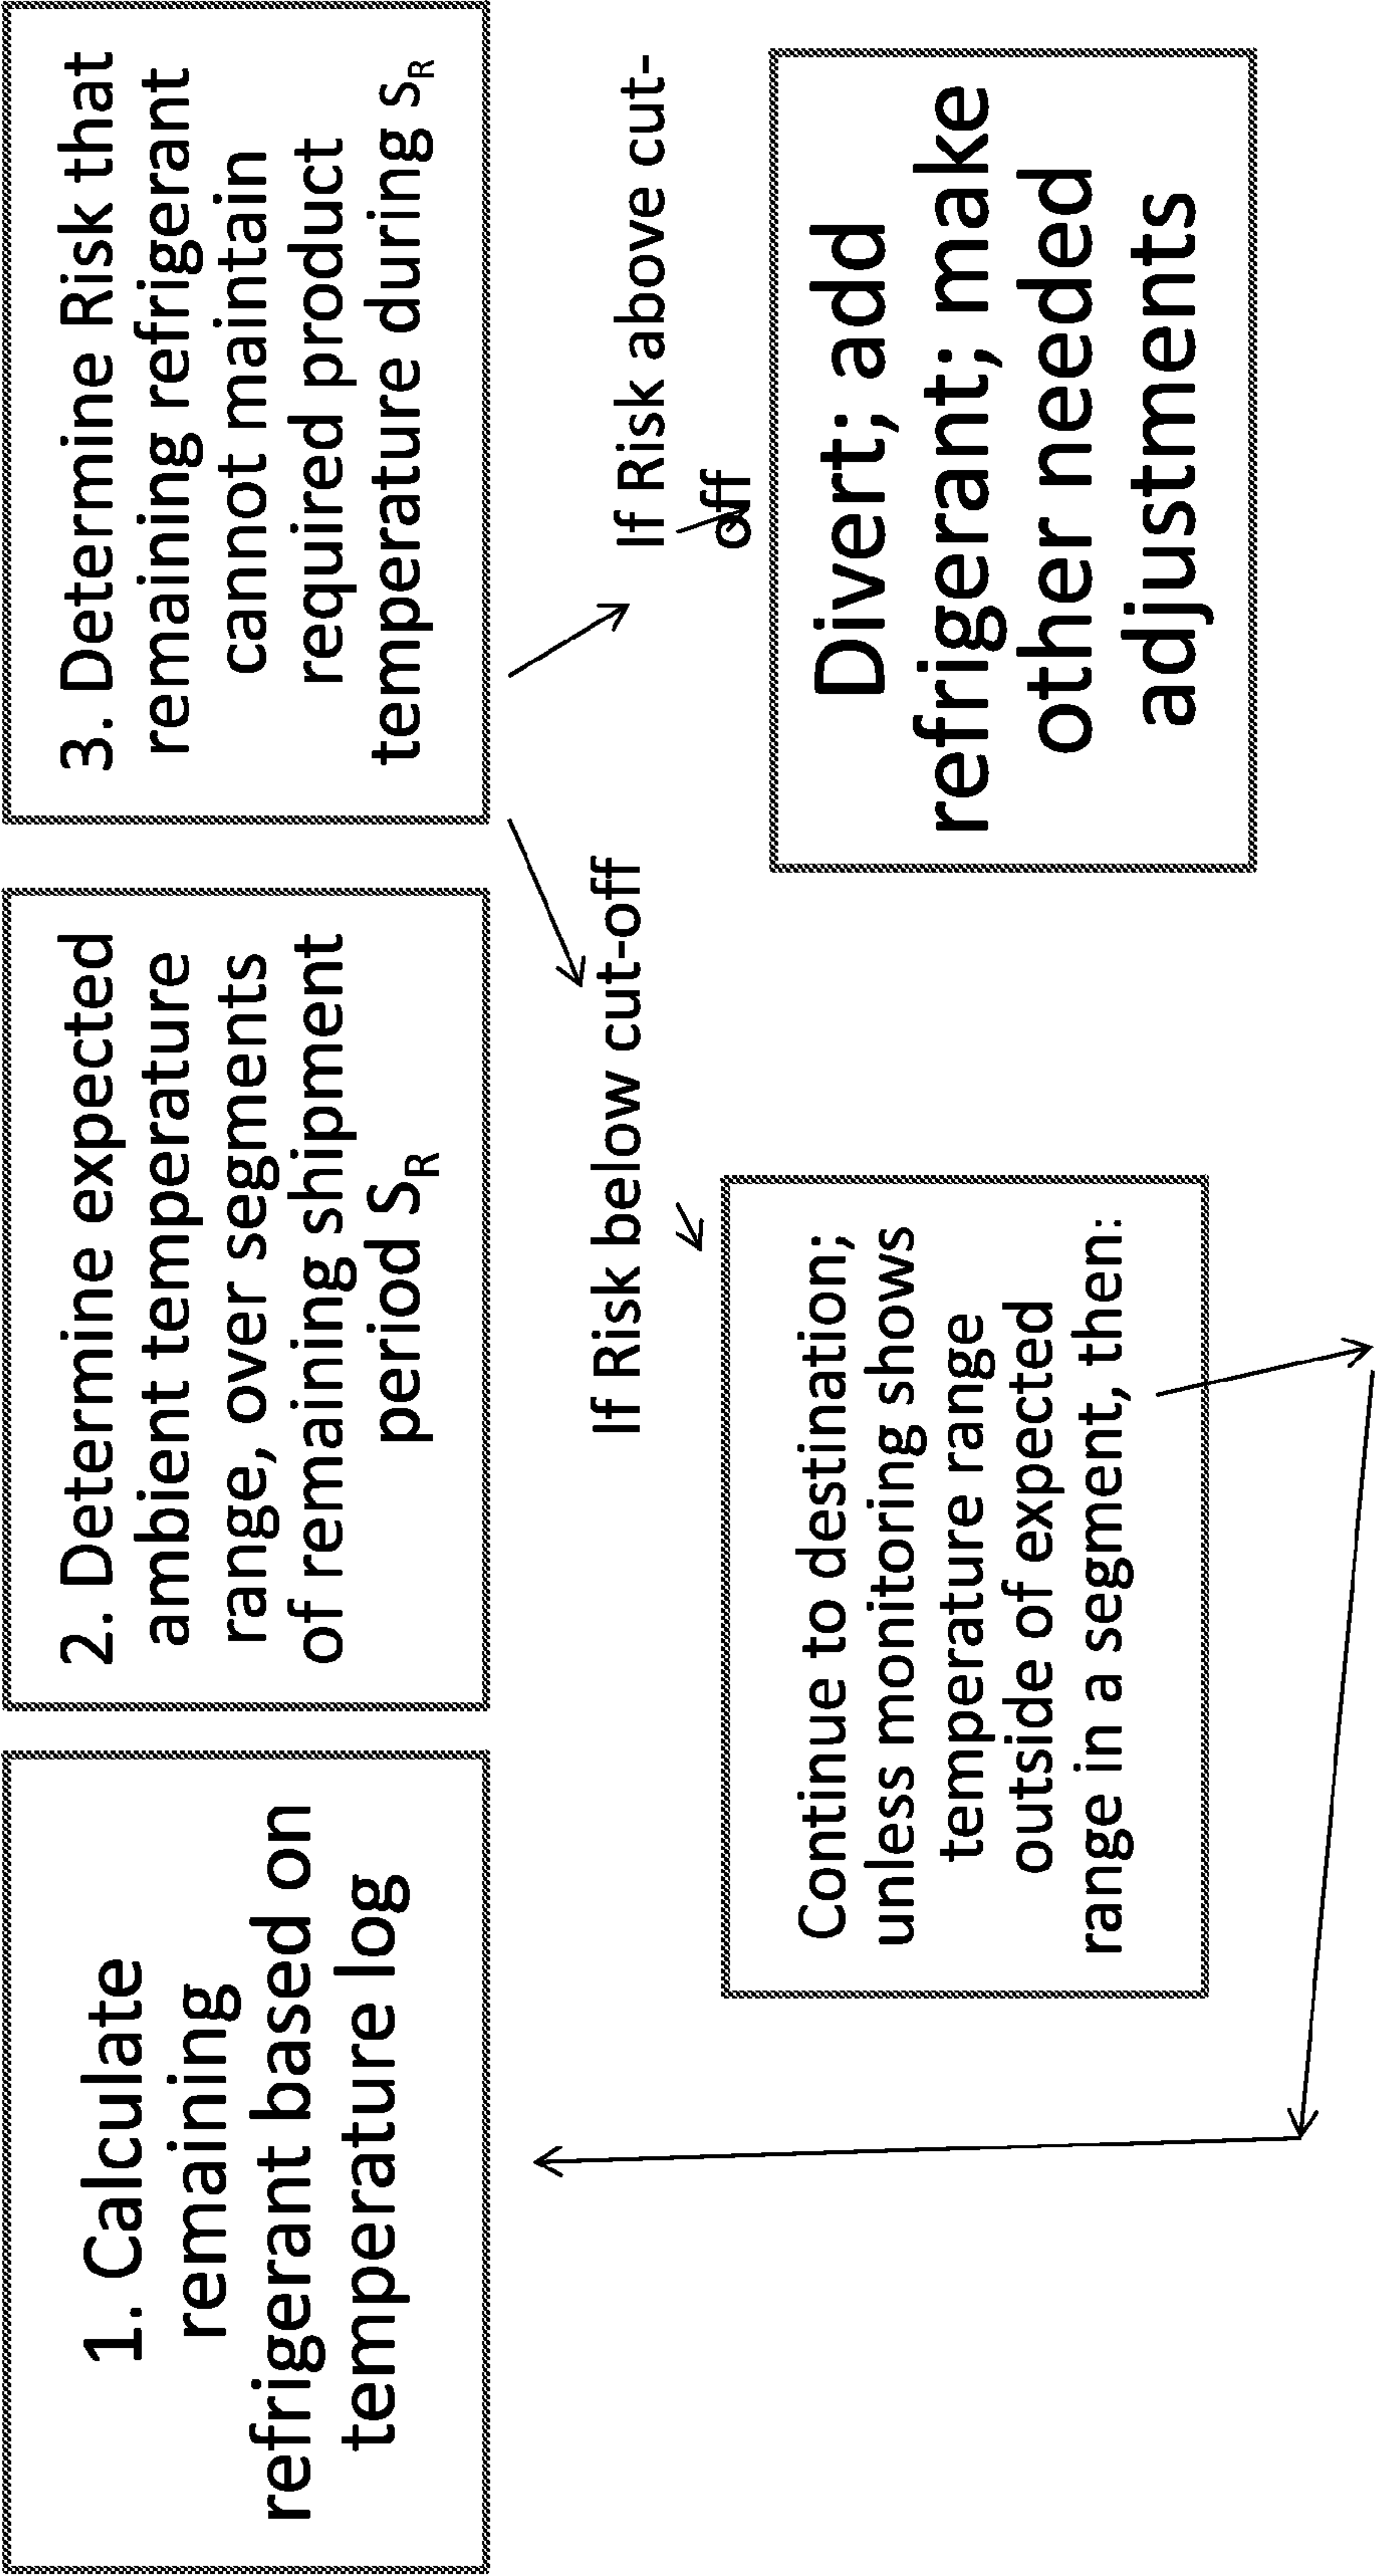 1. Calculate
remaining
refrigerant based on
temperature log
2. Determine expected
ambient temperature
range, over segments
of remaining shipment
period SR
3. Determine Risk that
remaining refrigerant
cannot maintain
required product
temperature during sR
If Risk below cut-off
If Risk above cut-
off
Continue to destination;
unless monitoring shows
temperature range
outside of expected
range in a segment, then:
Divert; add
refrigerant; make
other needed
adjustments